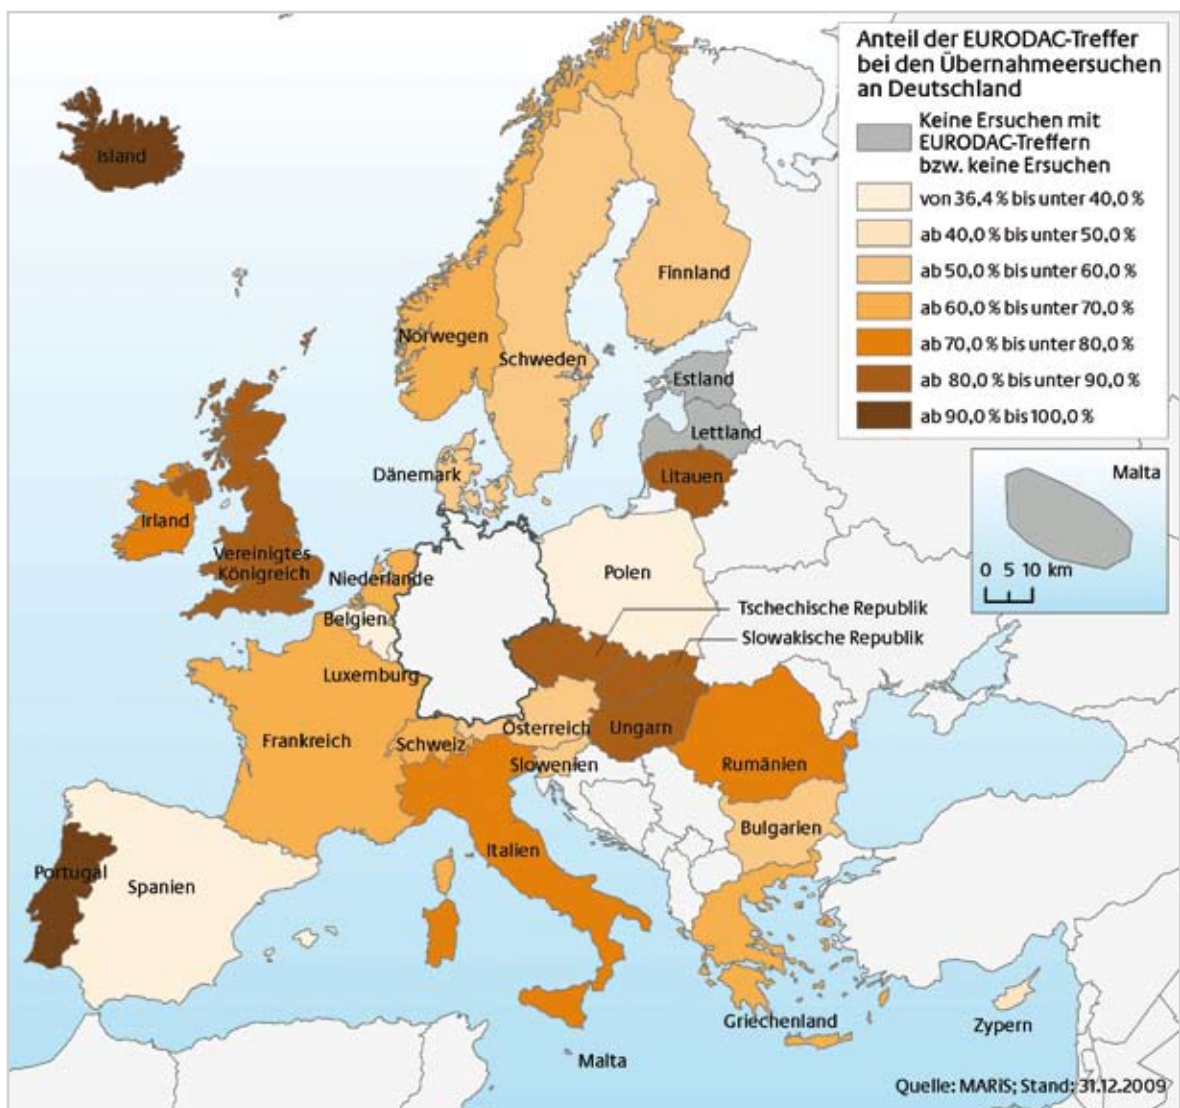 Anteil der EURODAC-Treffer
bei den Übernahmeersuchen
an Deutschland
Keine Ersuchen mit
EURODAC-Treffern
bzw. keine Ersuchen
von 36,4 % bis unter 40,0 %
ab 40,0 % bis unter 50,0 %
ab 50,0 % bis unter 60,0 %
ab 60,0 % bis unter 70,0 %
ab 70,0 % bis unter 80,0 %
ab 80,0 % bis unter 90,0 %
ab 90,0 % bis 100,0 %
Island
Finnland
Norwegen
Schweden
Estland
Lettland
Litauen
Dänemark
Malta
0 5 10 km
Irland
Vereinigtes
Königreich
Niederlande
Polen
Belgien
Tschechische Republik
Slowakische Republik
Luxemburg
Frankreich
Schweiz
Österreich
Ungarn
Slowenien
Rumänien
Bulgarien
Italien
Portugal
Spanien
Griechenland
Zypern
Malta
Quelle: MARiS; Stand: 31.12.2009